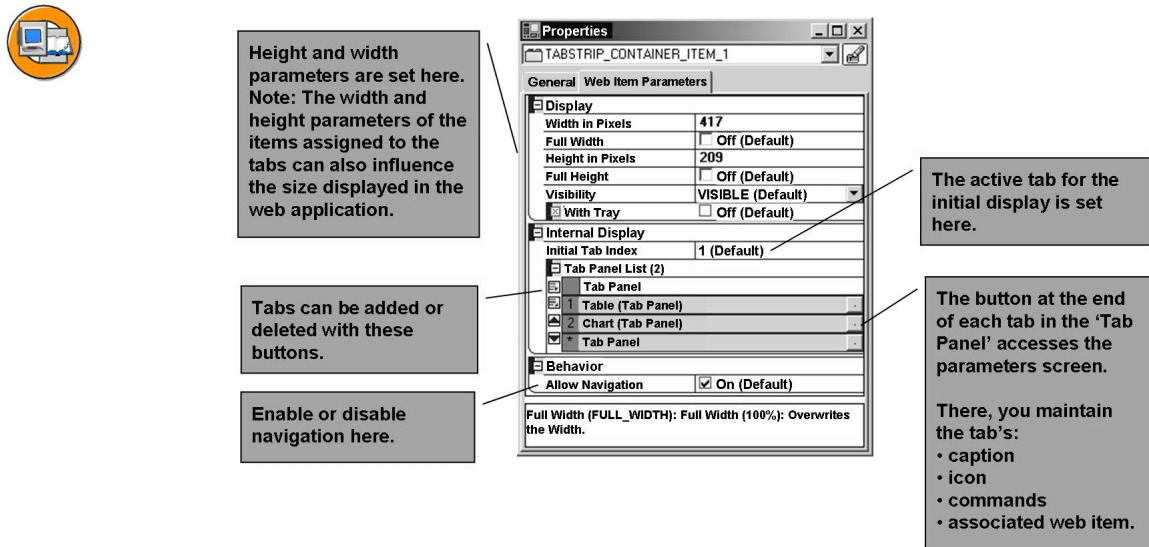 Height and width
parameters are set here.
Note: The width and
height parameters of the
items assigned to the
tabs can also influence
the size displayed in the
web application.
Tabs can be added or
deleted with these
buttons.
Enable or disable
navigation here.
Properties
TABSTRIP_CONTAINER_ITEM_1
General Web Item Parameters
Display
Width in Pixels 417
Full Width Off (Default)
Height in Pixels 209
Full Height Off (Default)
Visibility VISIBLE (Default)
With Tray Off (Default)
Internal Display
Initial Tab Index 1 (Default)
Tab Panel List (2)
Tab Panel
1 Table (Tab Panel) .
2 Chart (Tab Panel) .
* Tab Panel .
Behavior
Allow Navigation On (Default)
Full Width (FULL_WIDTH): Full Width (100%): Overwrites
the Width.
The active tab for the
initial display is set
here.
The button at the end
of each tab in the ‘Tab
Panel’ accesses the
parameters screen.
There, you maintain
the tab’s:
• caption
• icon
• commands
• associated web item.